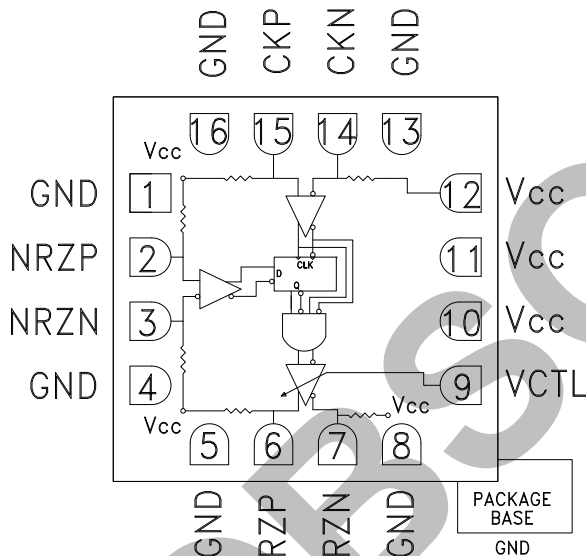 GND CKP CKN GND
16 15 14 13
Vcc
GND 1 12 Vcc
NRZP 2 11 Vcc
CLK
D
Q
NRZN 3 10 Vcc
GND 4 9 VCTL
Vcc Vcc
5 6 7 8
GND RZP RZN GND
PACKAGE
BASE
GND